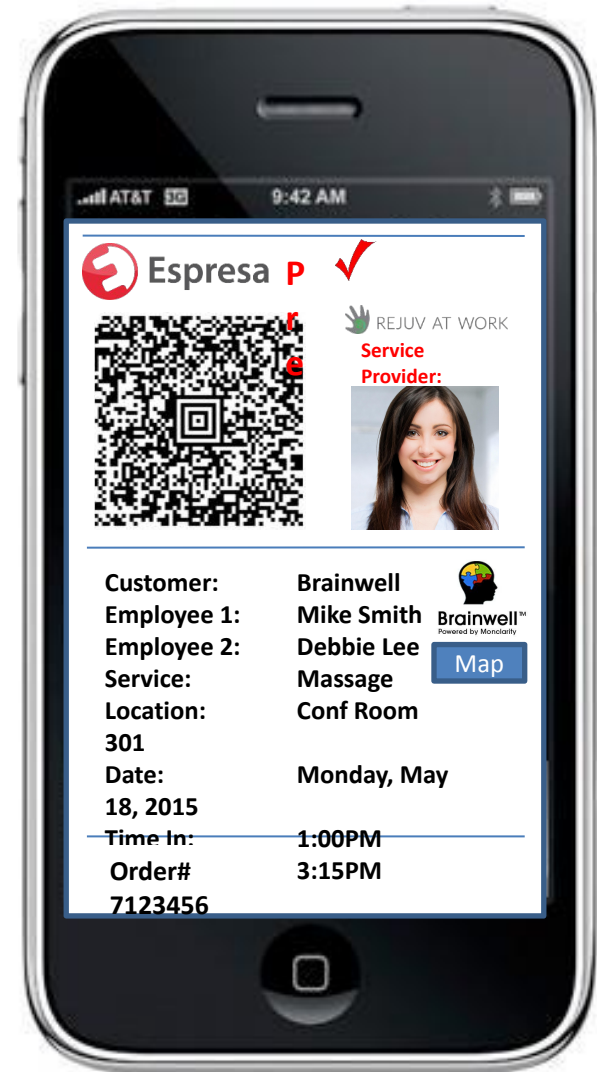 AT&T 3G 9:42 AM
Espresa
P
r
e
REJUV AT WORK
Service
Provider:
Customer: Brainwell
Employee 1: Mike Smith
Employee 2: Debbie Lee
Service: Massage
Location: Conf Room
301
Date: Monday, May
18, 2015
Time In: 1:00PM
3:15PM
Order#
7123456
Brainwell™
Powered by Monclarity
Map